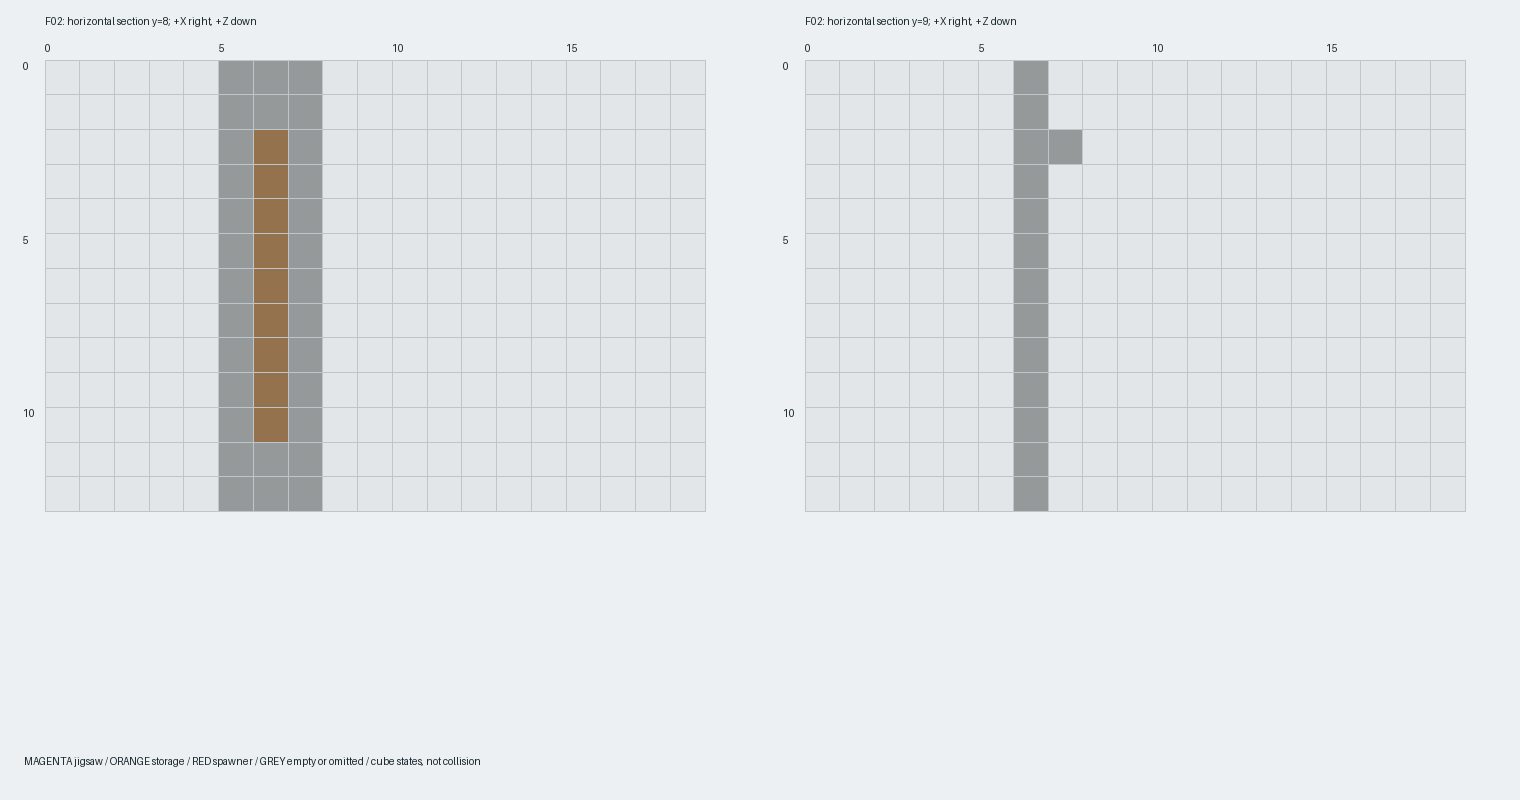 F02: horizontal section y=8; +X right, +Z down
0 5 10 15
0
5
10
F02: horizontal section y=9; +X right, +Z down
0 5 10 15
0
5
10
MAGENTA jigsaw / ORANGE storage / RED spawner / GREY empty or omitted / cube states, not collision